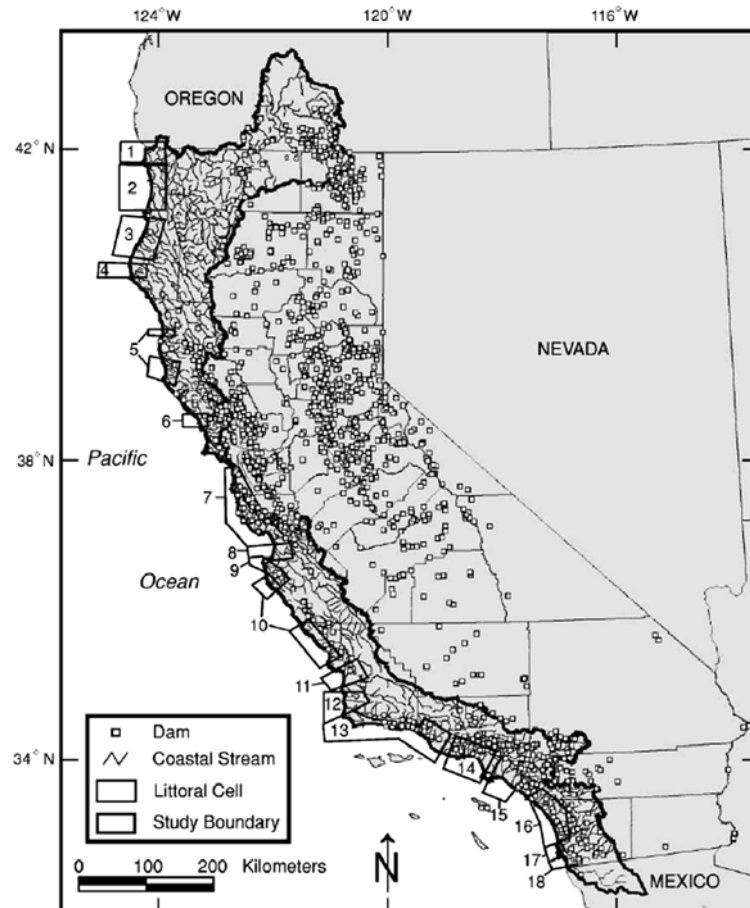 124° W 120° W 116° W
OREGON
42° N
1
2
3
4
5
NEVADA
6
38° N
Pacific
7
8
9
Ocean
10
11
12
13
Dam
Coastal Stream
34° N
14
Littoral Cell
15
Study Boundary
16
0 100 200 Kilometers
N
17
18
MEXICO